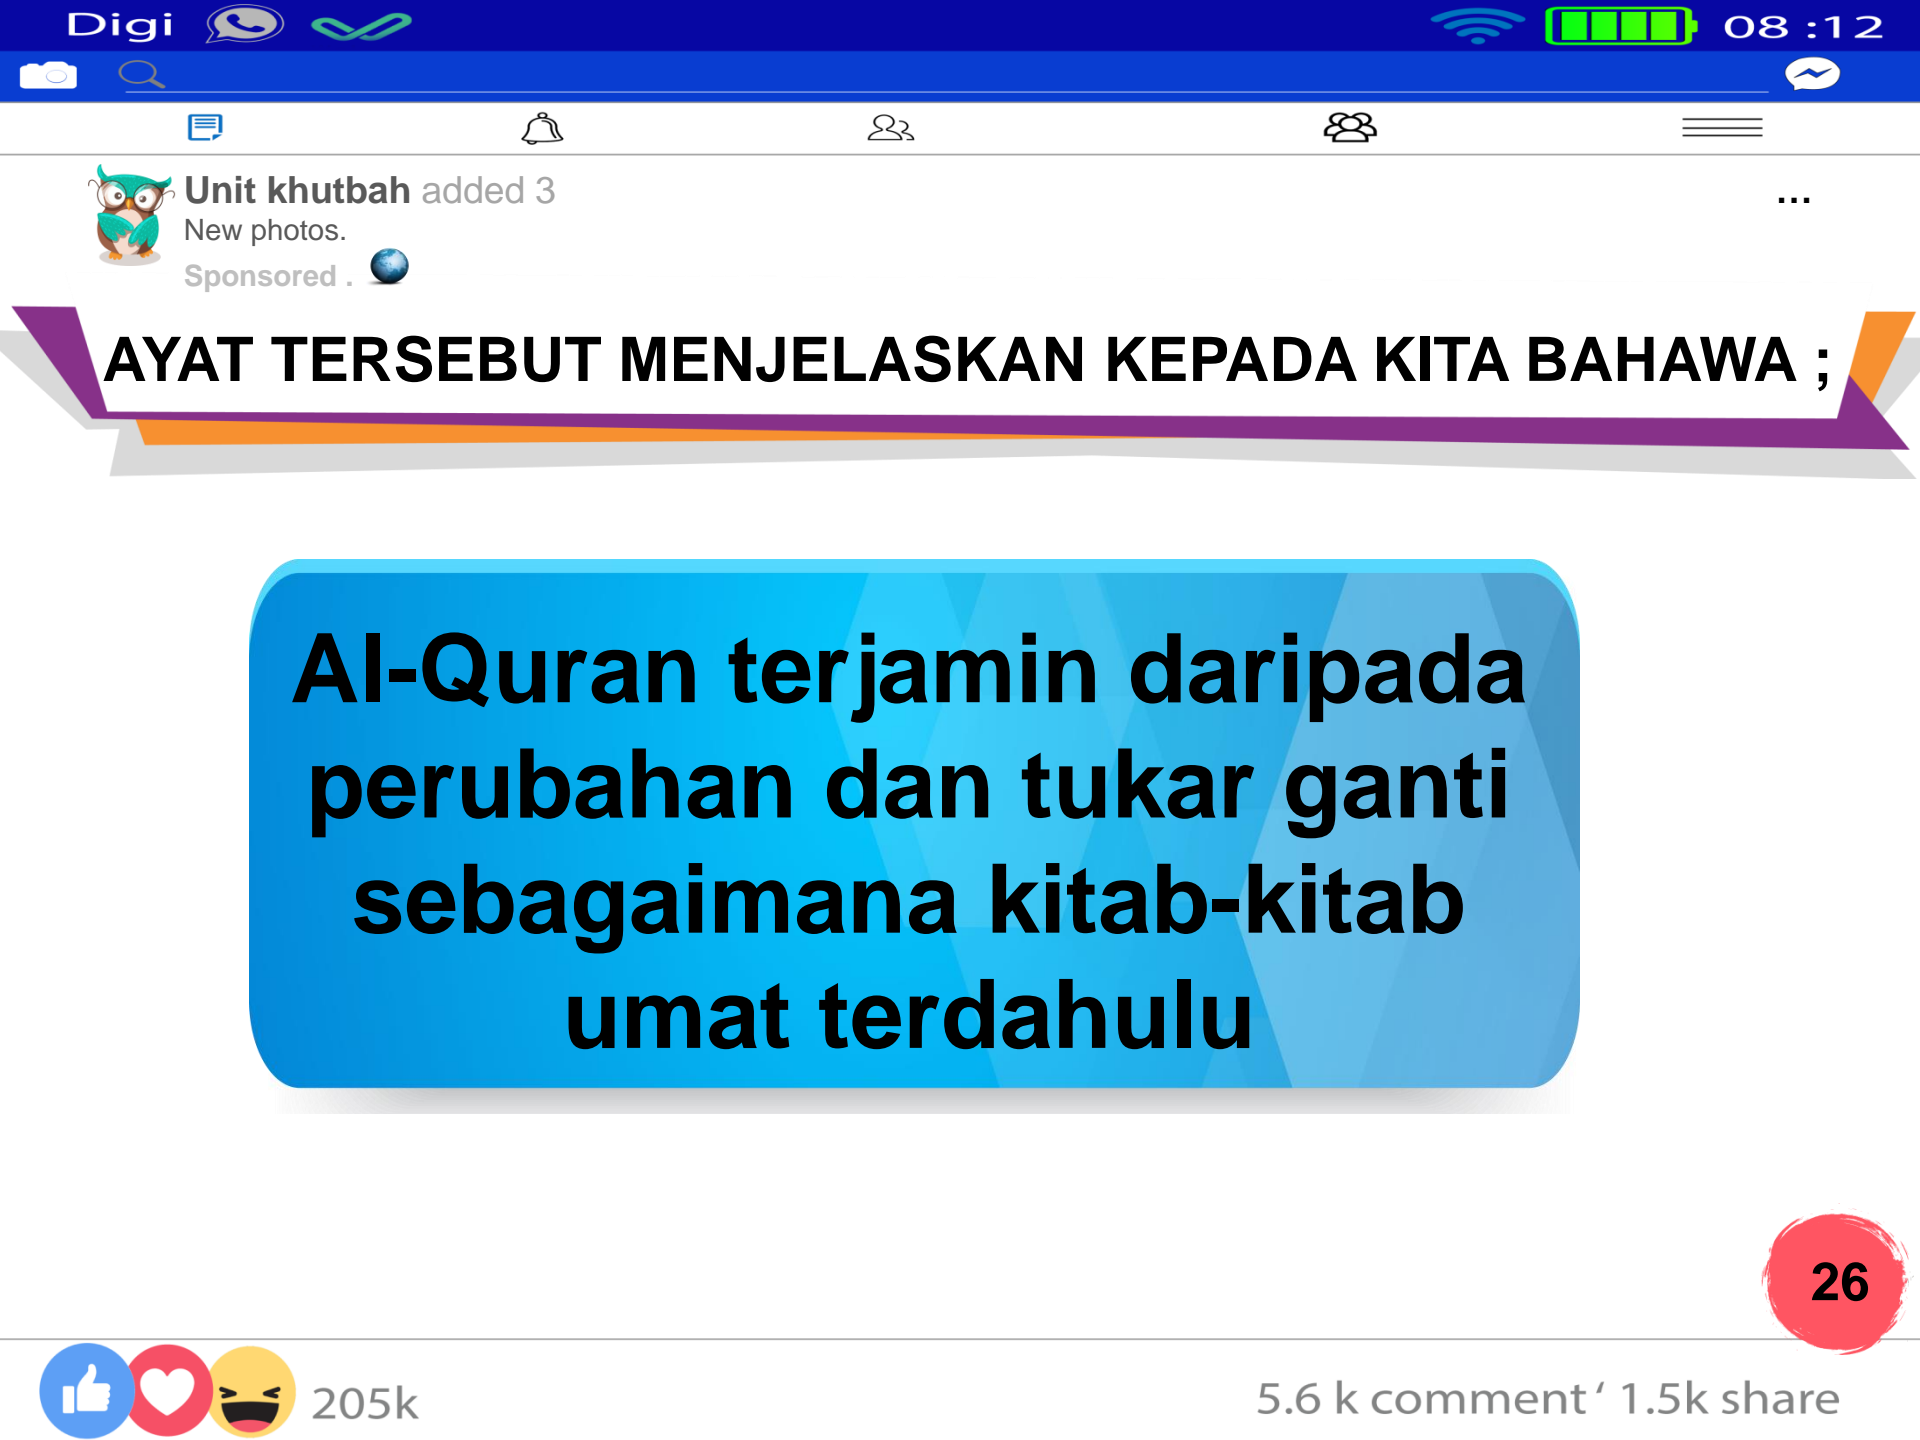 Digi
08 :12
Unit khutbah added 3
New photos.
Sponsored .
...
AYAT TERSEBUT MENJELASKAN KEPADA KITA BAHAWA ;
Al-Quran terjamin daripada
perubahan dan tukar ganti
sebagaimana kitab-kitab
umat terdahulu
26
205k
5.6 k comment ‘ 1.5k share